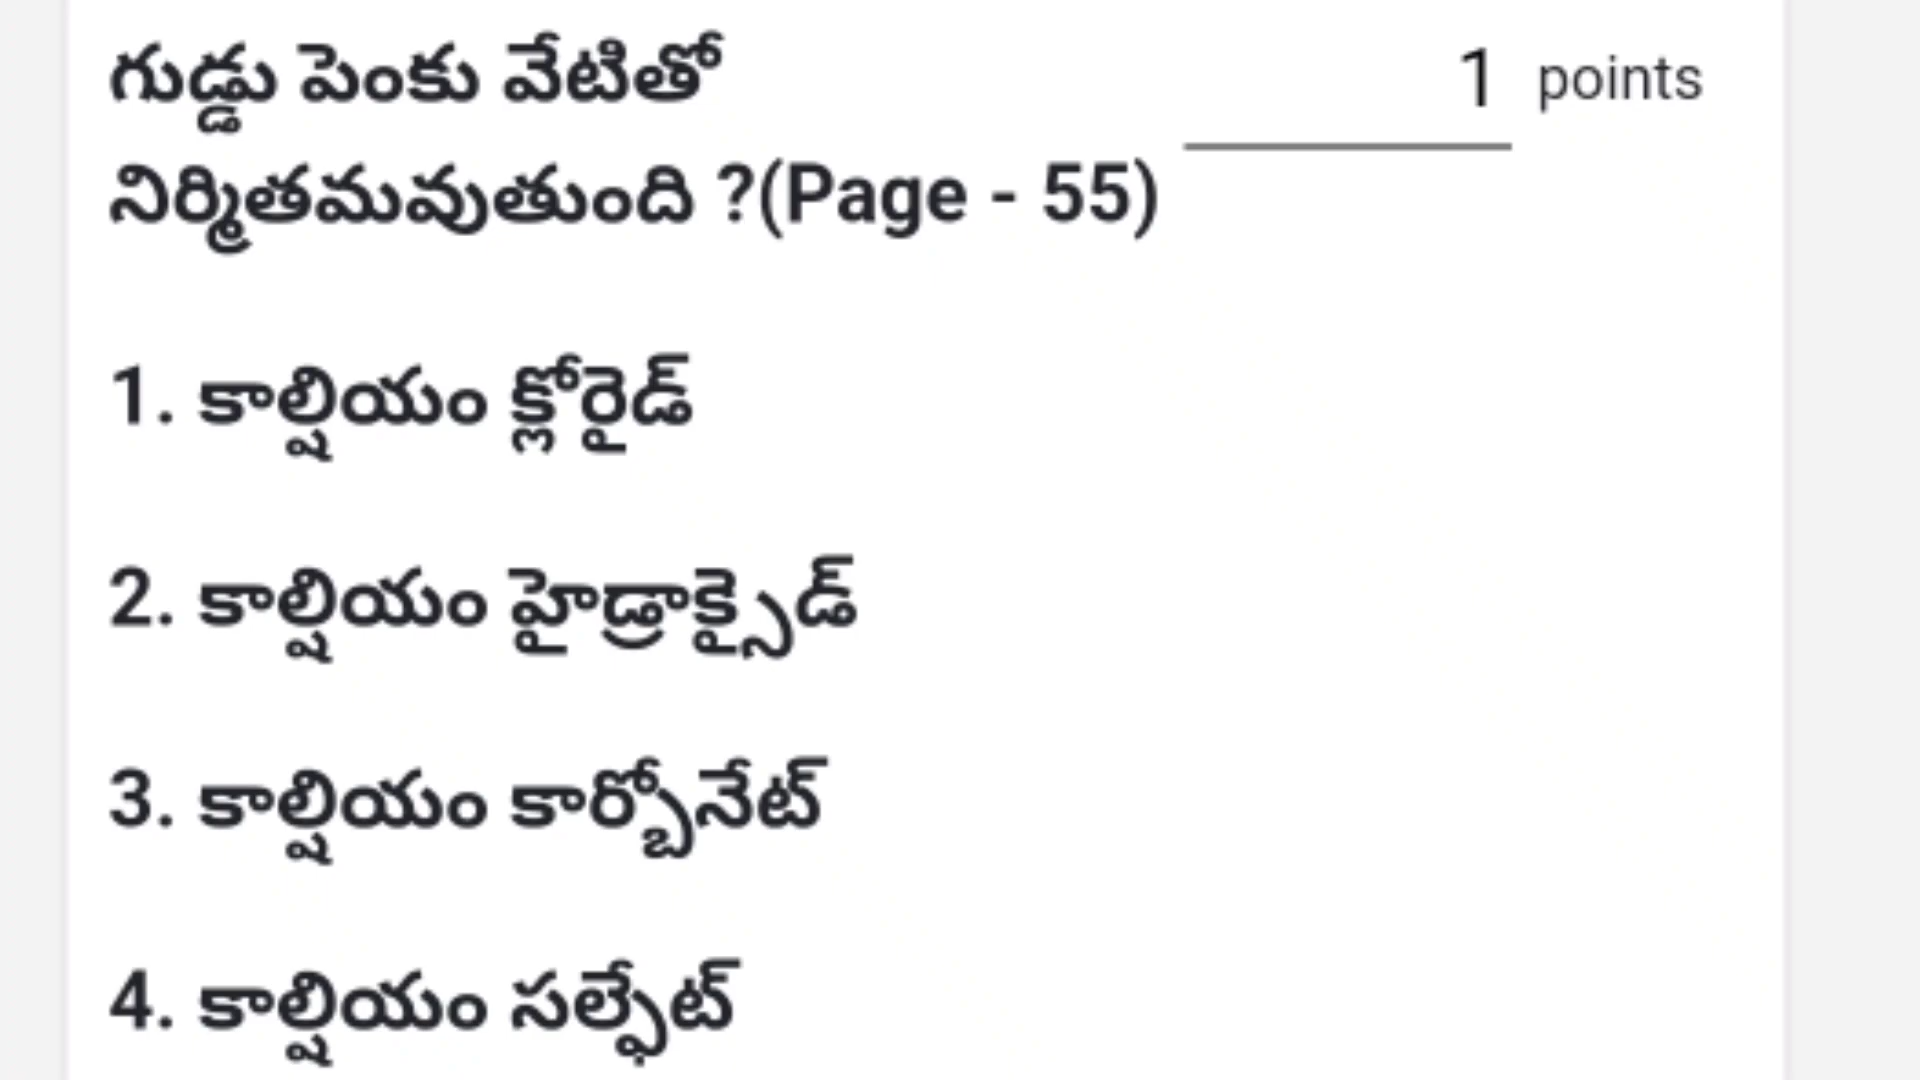 గుడ్డు పెంకు వేటితో
1 points
నిర్మితమవుతుంది ?(Page - 55)
1. కాల్షియం క్లోరైడ్
2. కాల్షియం హైడ్రాక్సైడ్
3. కాల్షియం కార్బోనేట్
4. కాల్షియం సల్ఫేట్